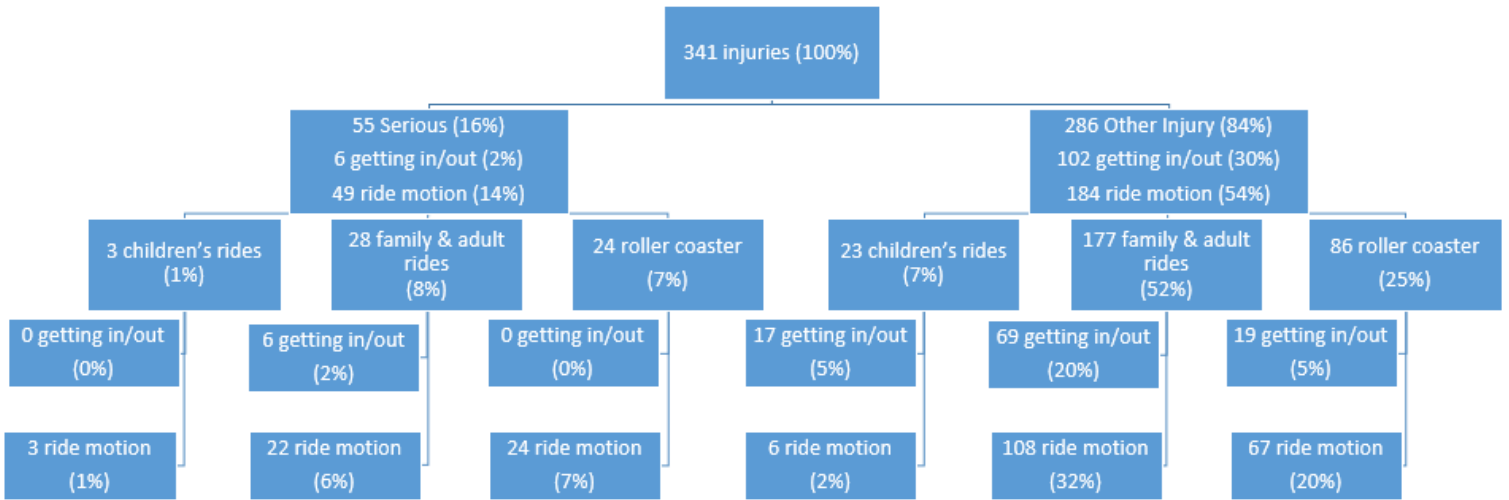 341 injuries (100%)
55 Serious (16%)
6 getting in/out (2%)
49 ride motion (14%)
286 Other Injury (84%)
102 getting in/out (30%)
184 ride motion (54%)
3 children’s rides
(1%)
28 family & adult
rides
(8%)
24 roller coaster
(7%)
23 children’s rides
(7%)
177 family & adult
rides
(52%)
86 roller coaster
(25%)
0 getting in/out
(0%)
6 getting in/out
(2%)
0 getting in/out
(0%)
17 getting in/out
(5%)
69 getting in/out
(20%)
19 getting in/out
(5%)
3 ride motion
(1%)
22 ride motion
(6%)
24 ride motion
(7%)
6 ride motion
(2%)
108 ride motion
(32%)
67 ride motion
(20%)